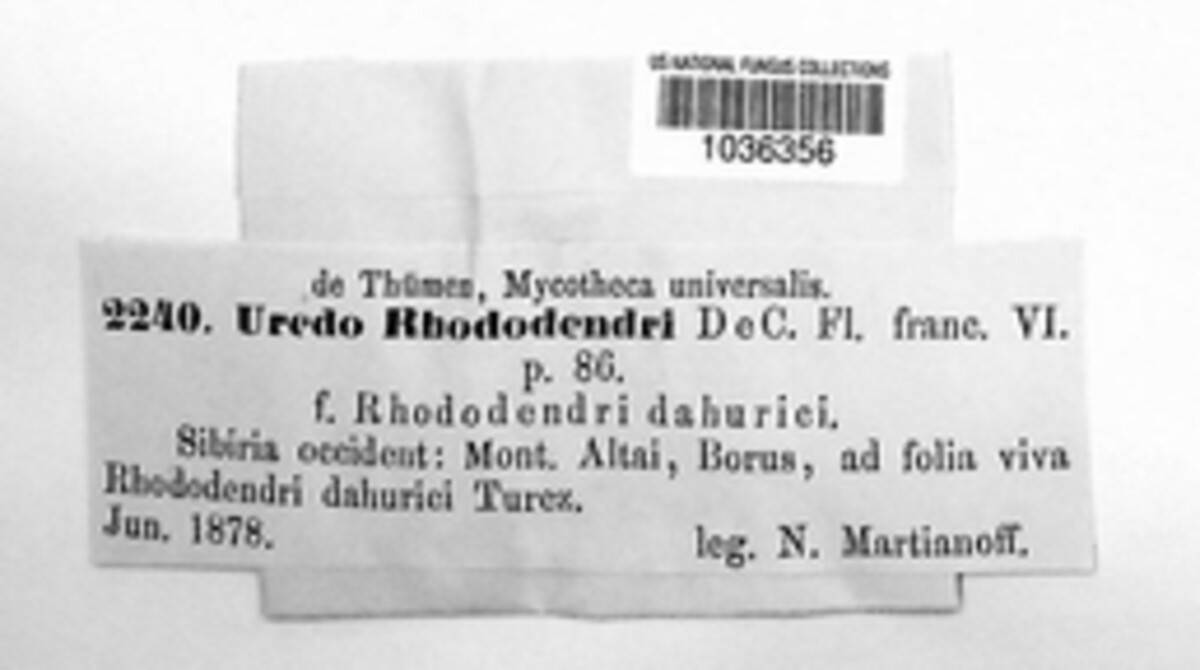 US NATIONAL FUNGUS COLLECTIONS
1036356
de Thümen, Mycotheca universalis.
2240. Uredo Rhododendri DeC. Fl. franc. VI.
p. 86.
f. Rhododendri dahurici.
Sibiria occident: Mont. Altai, Borus, ad folia viva
Rhododendri dahurici Turcz.
Jun. 1878.
leg. N. Martianoff.